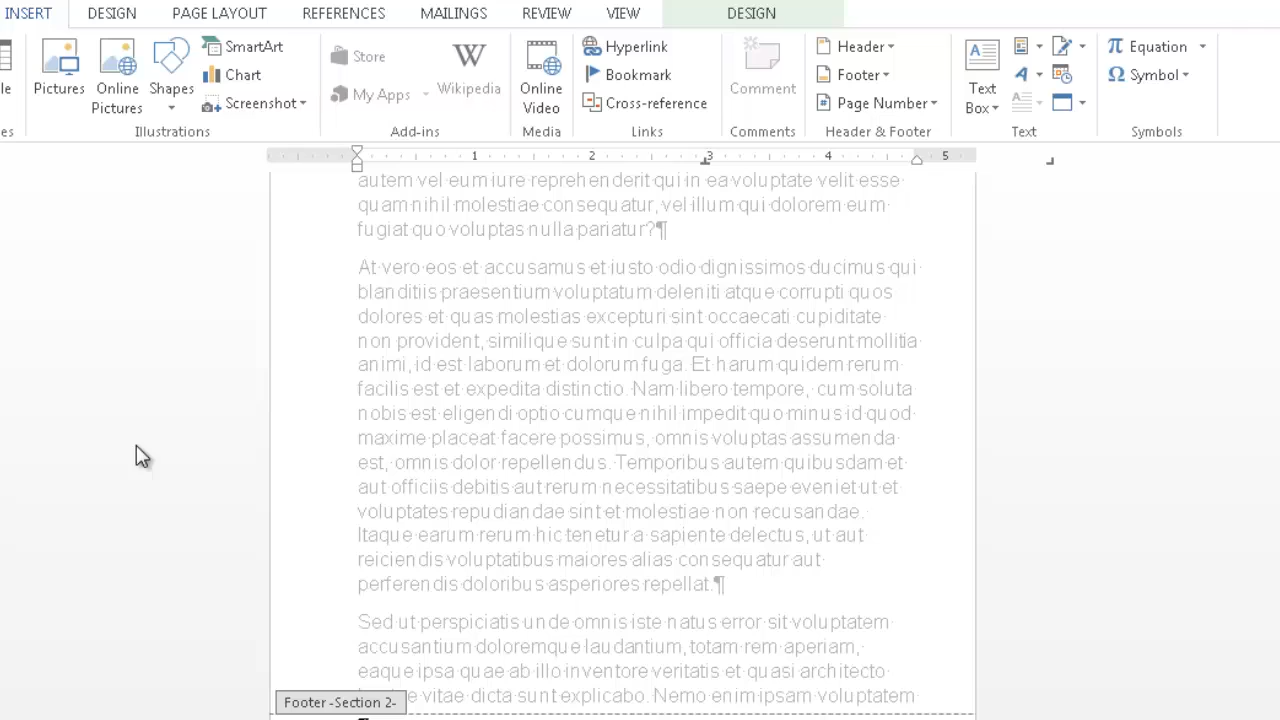 INSERT DESIGN PAGE LAYOUT REFERENCES MAILINGS REVIEW VIEW DESIGN
Pictures
Online Pictures
Shapes
SmartArt
Chart
Screenshot
Illustrations
Store
My Apps
Wikipedia
Add-ins
Online Video
Media
Hyperlink
Bookmark
Cross-reference
Links
Comment
Comments
Header
Footer
Page Number
Header & Footer
Text Box
Text
Equation
Symbol
Symbols
1 2 3 4 5
autem vel eum iure reprehenderit qui in ea voluptate velit esse
quam nihil molestiae consequatur, vel illum qui dolorem eum
fugiat quo voluptas nulla pariatur?¶
At vero eos et accusamus et iusto odio dignissimos ducimus qui
blanditiis praesentium voluptatum deleniti atque corrupti quos
dolores et quas molestias excepturi sint occaecati cupiditate
non provident, similique sunt in culpa qui officia deserunt mollitia
animi, id est laborum et dolorum fuga. Et harum quidem rerum
facilis est et expedita distinctio. Nam libero tempore, cum soluta
nobis est eligendi optio cumque nihil impedit quo minus id quod
maxime placeat facere possimus, omnis voluptas assumenda
est, omnis dolor repellendus. Temporibus autem quibusdam et
aut officiis debitis aut rerum necessitatibus saepe eveniet ut et
voluptates repudiandae sint et molestiae non recusandae.
Itaque earum rerum hic tenetur a sapiente delectus, ut aut
reiciendis voluptatibus maiores alias consequatur aut
perferendis doloribus asperiores repellat.¶
Sed ut perspiciatis unde omnis iste natus error sit voluptatem
accusantium doloremque laudantium, totam rem aperiam,
eaque ipsa quae ab illo inventore veritatis et quasi architecto
vitae dicta sunt explicabo. Nemo enim ipsam voluptatem
Footer -Section 2-